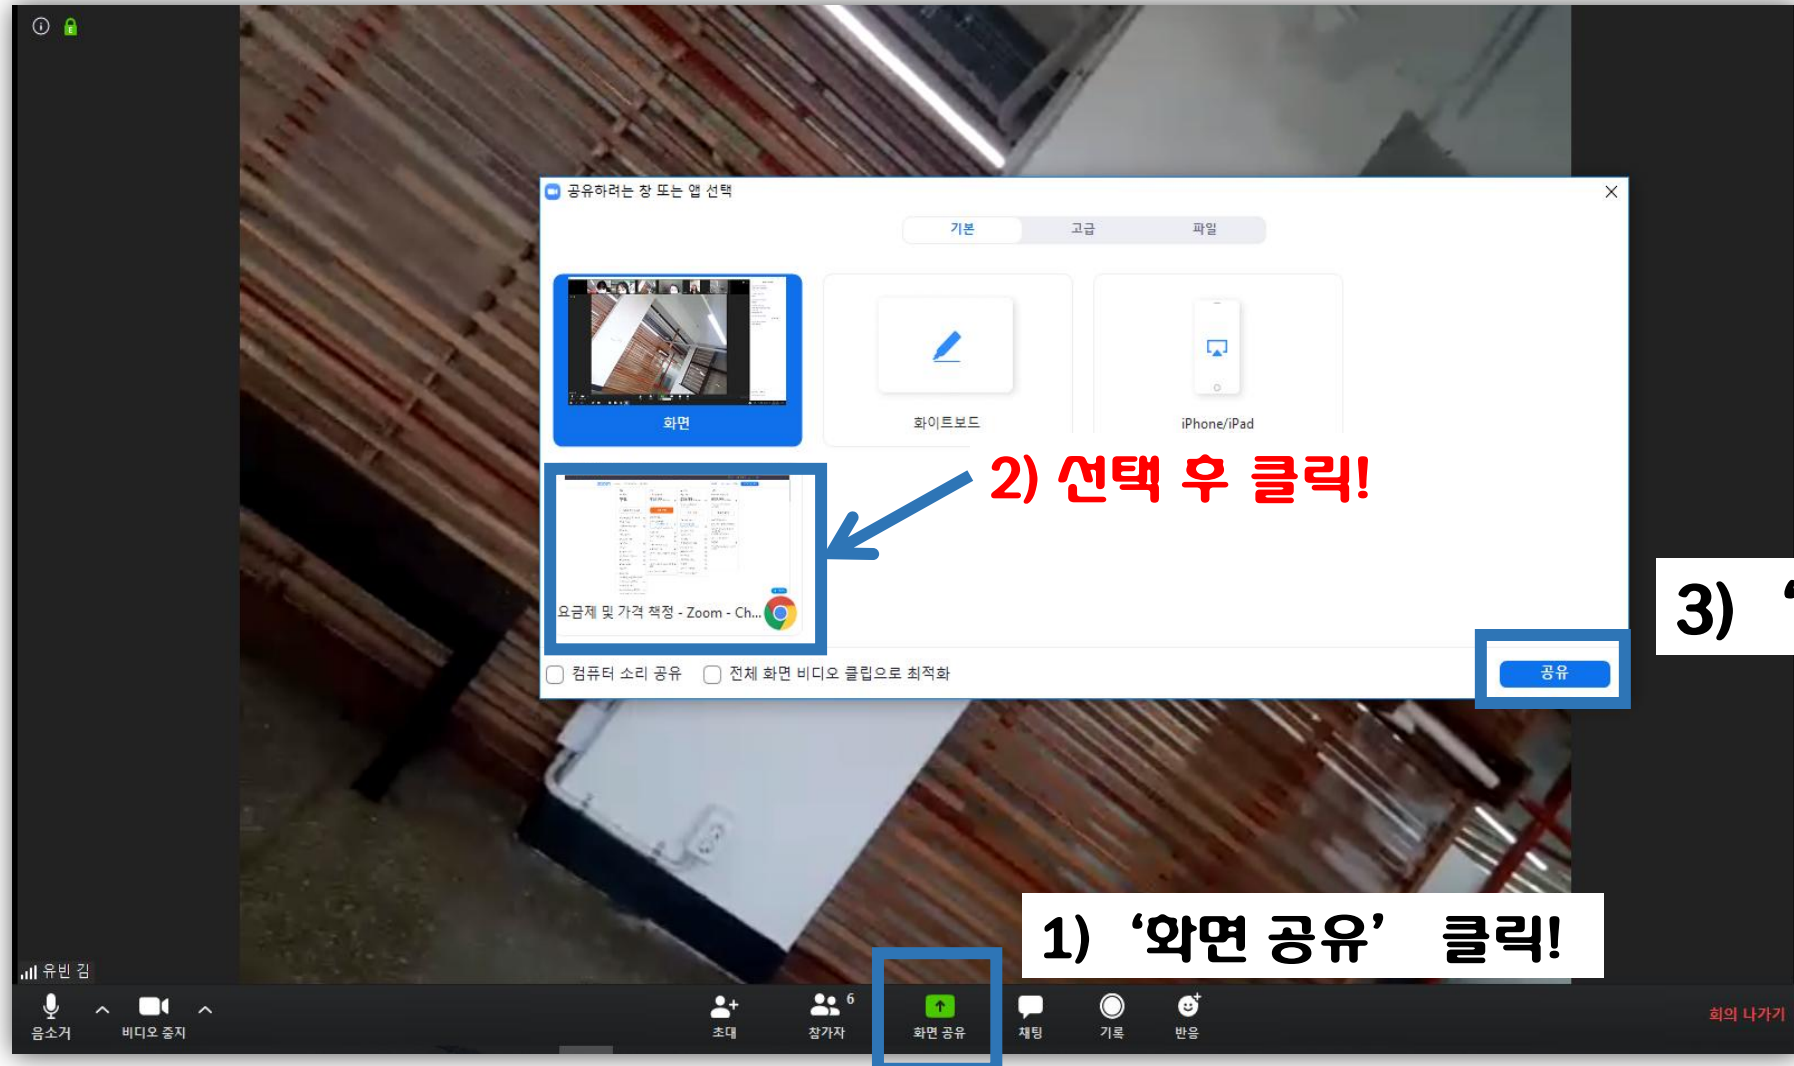 공유하려는 창 또는 앱 선택
기본 고급 파일
화면 화이트보드 iPhone/iPad
2) 선택 후 클릭!
요금제 및 가격 책정 - Zoom - Ch...
3) ‘
컴퓨터 소리 공유 전체 화면 비디오 클립으로 최적화 공유
1) ‘화면 공유’ 클릭!
유빈 김
6
음소거 비디오 중지 초대 참가자 화면 공유 채팅 기록 반응 회의 나가기